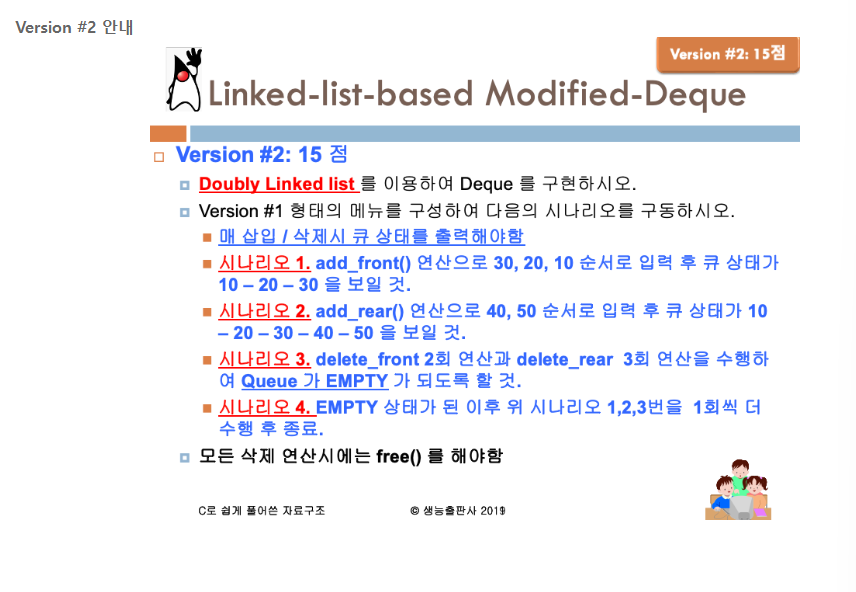 Version #2 안내
Version #2: 15점
Linked-list-based Modified-Deque
Version #2: 15 점
Doubly Linked list 를 이용하여 Deque 를 구현하시오.
Version #1 형태의 메뉴를 구성하여 다음의 시나리오를 구동하시오.
매 삽입 / 삭제시 큐 상태를 출력해야함
시나리오 1. add_front() 연산으로 30, 20, 10 순서로 입력 후 큐 상태가
10 – 20 – 30 을 보일 것.
시나리오 2. add_rear() 연산으로 40, 50 순서로 입력 후 큐 상태가 10
– 20 – 30 – 40 – 50 을 보일 것.
시나리오 3. delete_front 2회 연산과 delete_rear 3회 연산을 수행하
여 Queue 가 EMPTY 가 되도록 할 것.
시나리오 4. EMPTY 상태가 된 이후 위 시나리오 1,2,3번을 1회씩 더
수행 후 종료.
모든 삭제 연산시에는 free() 를 해야함
C로 쉽게 풀어쓴 자료구조
© 생능출판사 2019